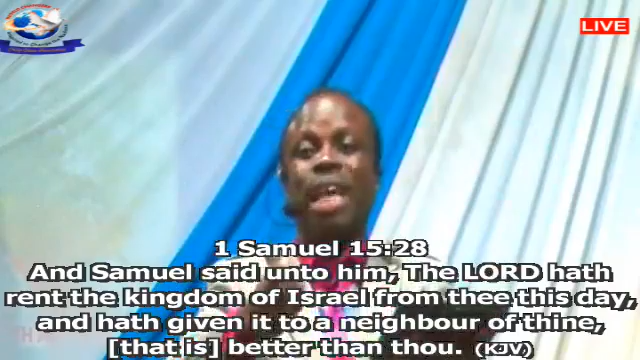 LIVE
1 Samuel 15:28
And Samuel said unto him, The LORD hath
rent the kingdom of Israel from thee this day,
and hath given it to a neighbour of thine,
[that is] better than thou. (KJV)